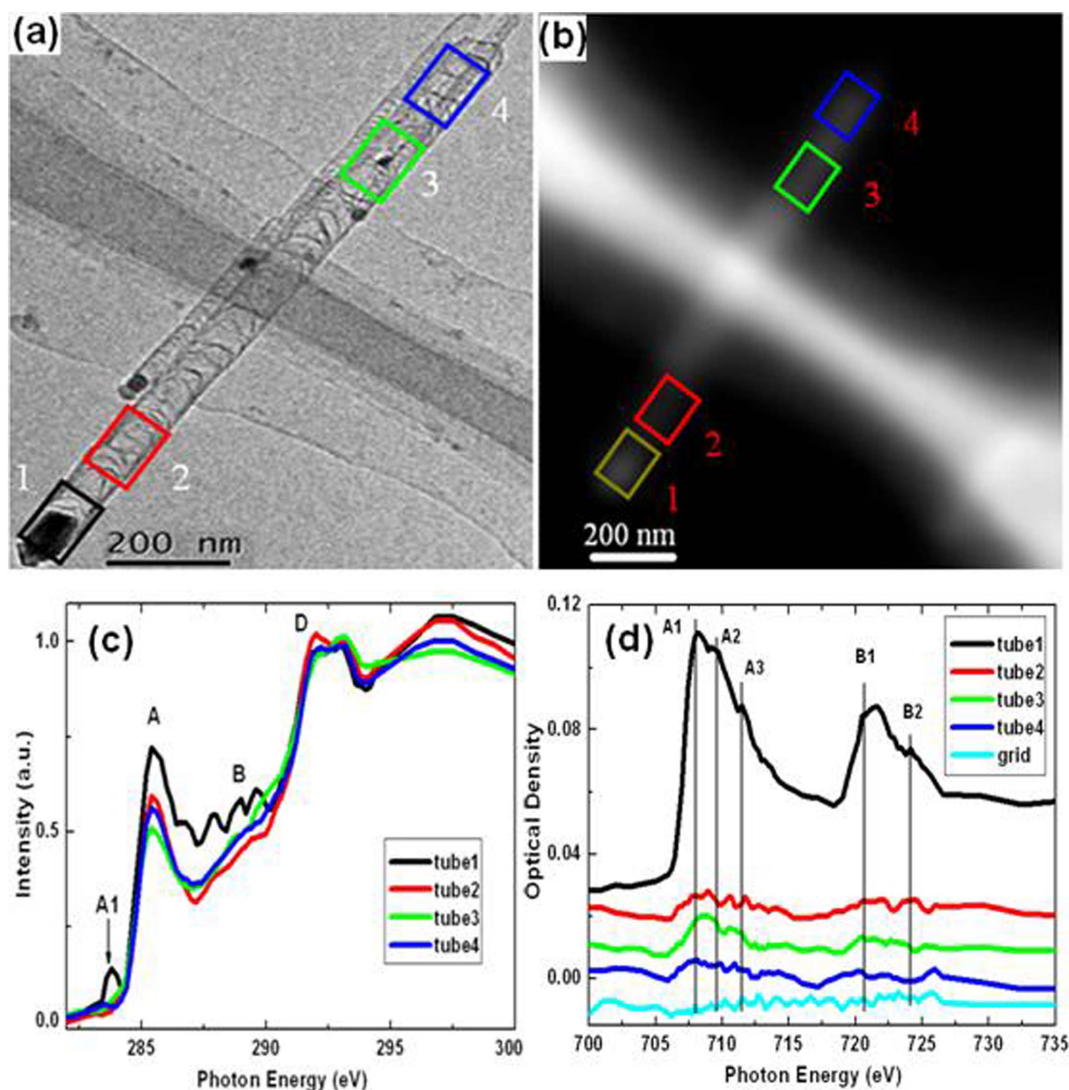 (a)
4
3
1
2
200 nm
(b)
4
3
2
1
200 nm
(c)
Intensity (a.u.)
1.0
0.5
0.0
A1
A
B
D
tube1
tube2
tube3
tube4
285
290
295
300
Photon Energy (eV)
(d)
Optical Density
0.12
0.08
0.04
0.00
A1
A2
A3
B1
B2
tube1
tube2
tube3
tube4
grid
700
705
710
715
720
725
730
735
Photon Energy (eV)